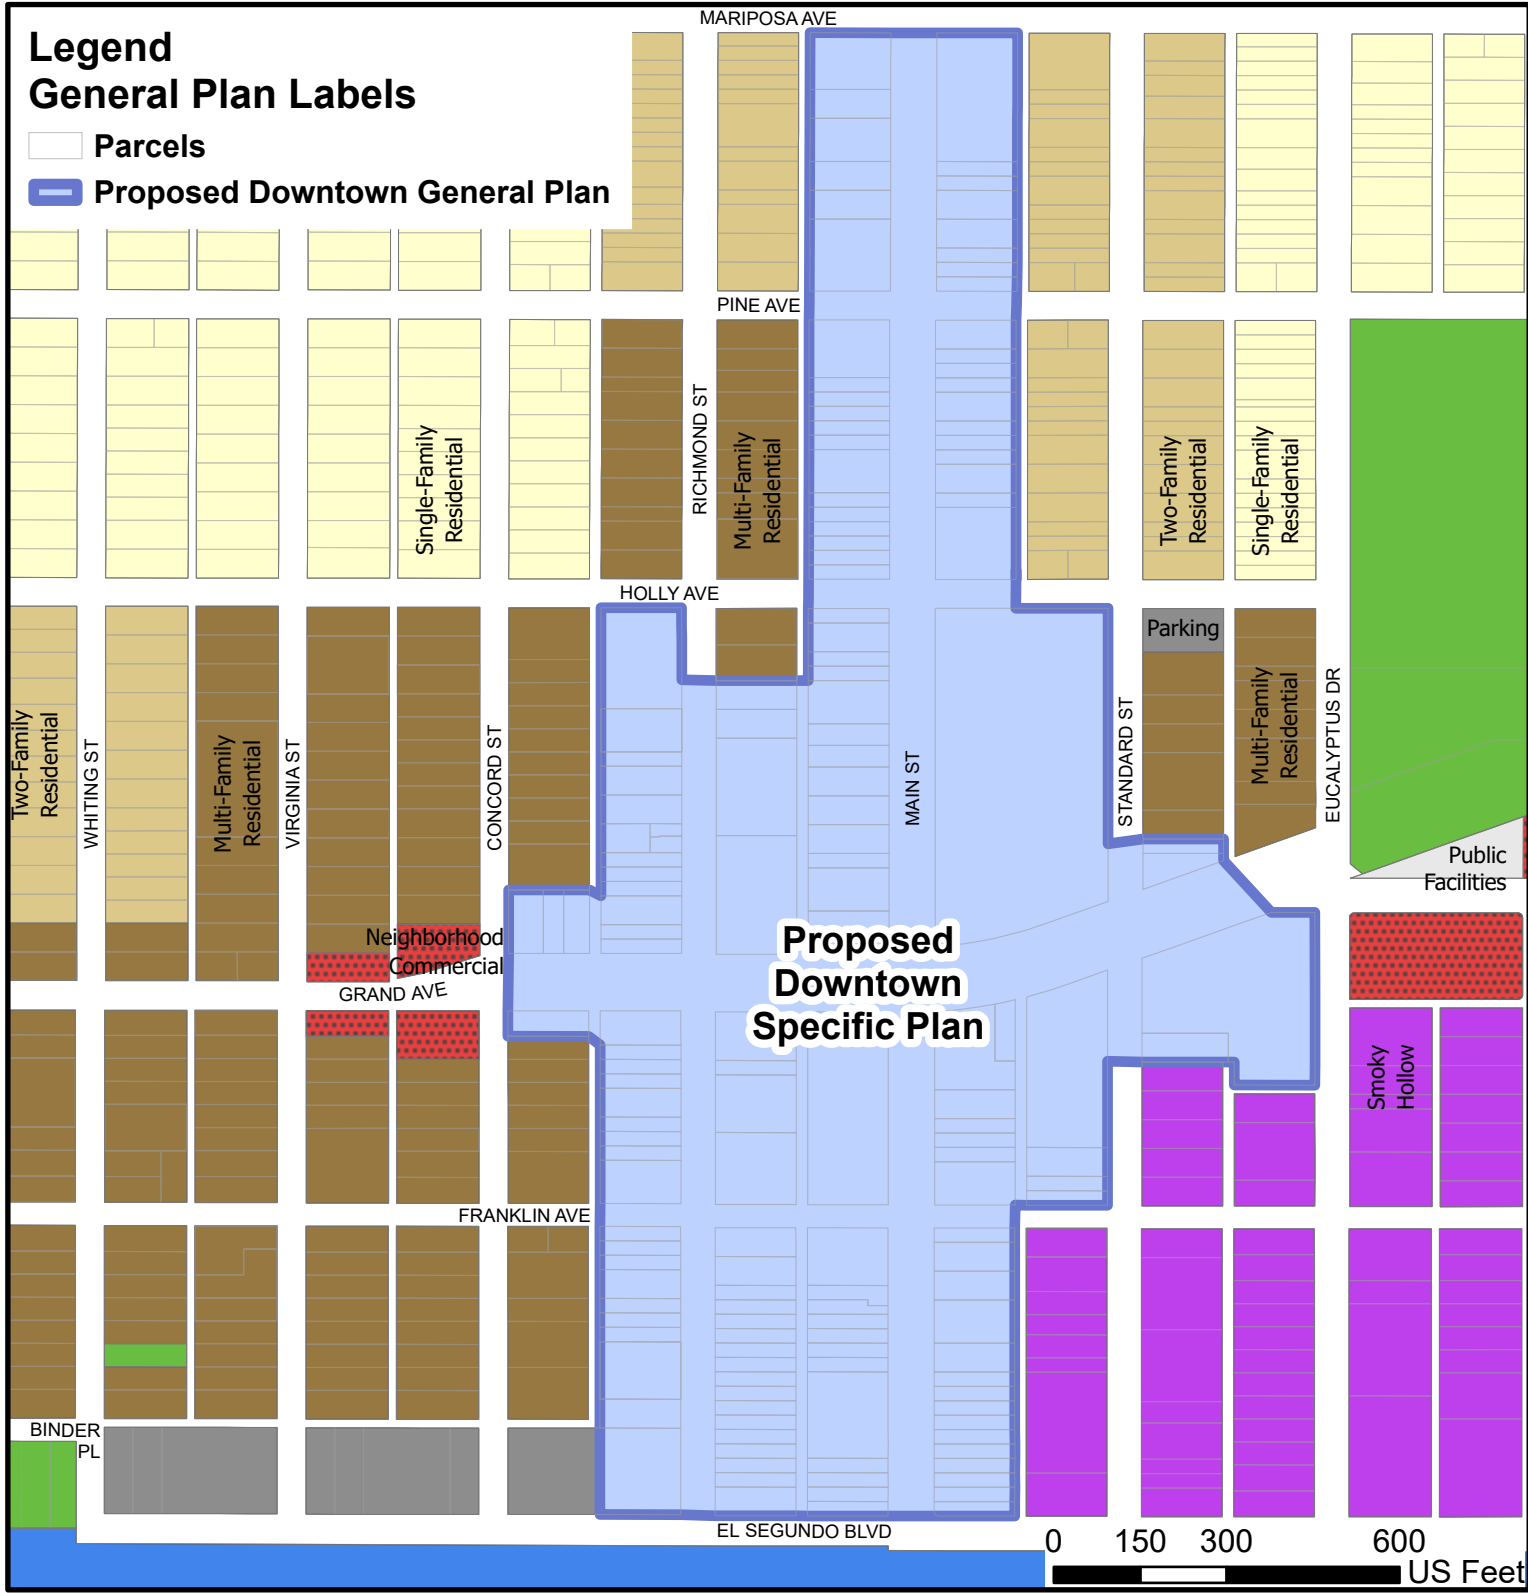 MARIPOSA AVE
Legend
General Plan Labels
Parcels
Proposed Downtown General Plan
PINE AVE
RICHMOND ST
Single-Family
Residential
Multi-Family
Residential
Two-Family
Residential
Single-Family
Residential
HOLLY AVE
Parking
Two-Family
Residential
WHITING ST
Multi-Family
Residential
VIRGINIA ST
CONCORD ST
MAIN ST
STANDARD ST
Multi-Family
Residential
EUCALYPTUS DR
Public
Facilities
Neighborhood
Commercial
GRAND AVE
Proposed
Downtown
Specific Plan
Smoky
Hollow
FRANKLIN AVE
BINDER
PL
EL SEGUNDO BLVD
0 150 300 600
US Feet